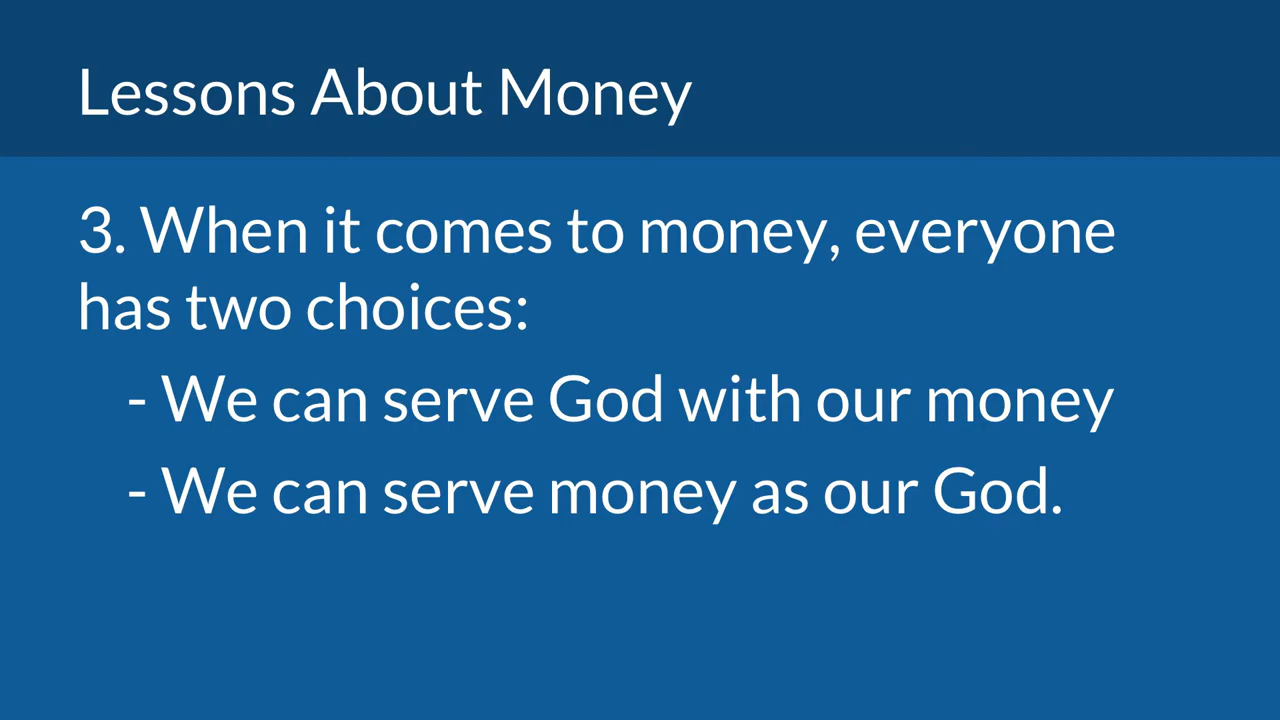 Lessons About Money
3. When it comes to money, everyone
has two choices:
- We can serve God with our money
- We can serve money as our God.